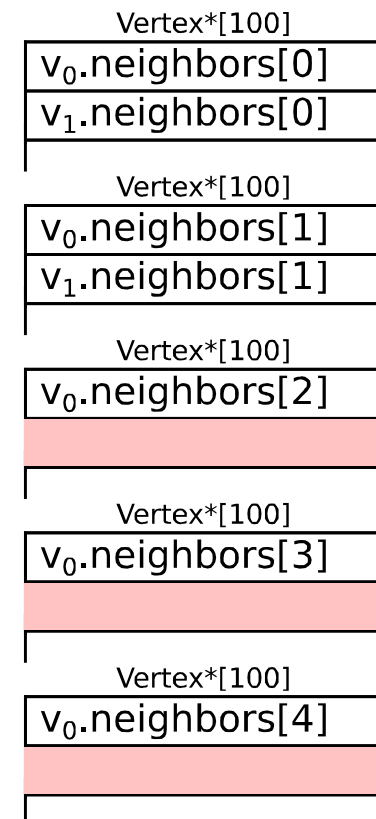 Vertex*[100]
v₀.neighbors[0]
v₁.neighbors[0]
Vertex*[100]
v₀.neighbors[1]
v₁.neighbors[1]
Vertex*[100]
v₀.neighbors[2]
Vertex*[100]
v₀.neighbors[3]
Vertex*[100]
v₀.neighbors[4]